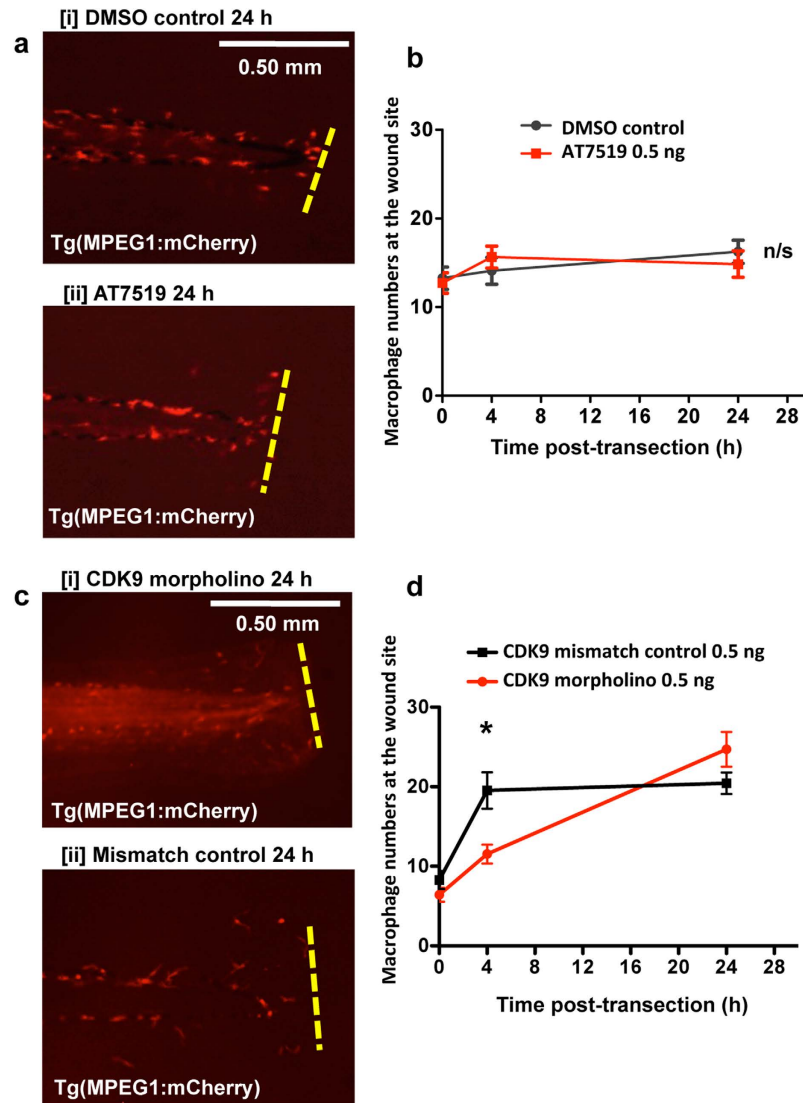 [i] DMSO control 24 h
a
0.50 mm
Tg(MPEG1:mCherry)
[ii] AT7519 24 h
Tg(MPEG1:mCherry)
b
DMSO control
AT7519 0.5 ng
Macrophage numbers at the wound site
30
20
10
0
n/s
0 4 8 12 16 20 24 28
Time post-transection (h)
[i] CDK9 morpholino 24 h
c
0.50 mm
Tg(MPEG1:mCherry)
[ii] Mismatch control 24 h
Tg(MPEG1:mCherry)
d
CDK9 mismatch control 0.5 ng
CDK9 morpholino 0.5 ng
Macrophage numbers at the wound site
30
20
10
0
*
0 4 8 12 16 20 24 28
Time post-transection (h)